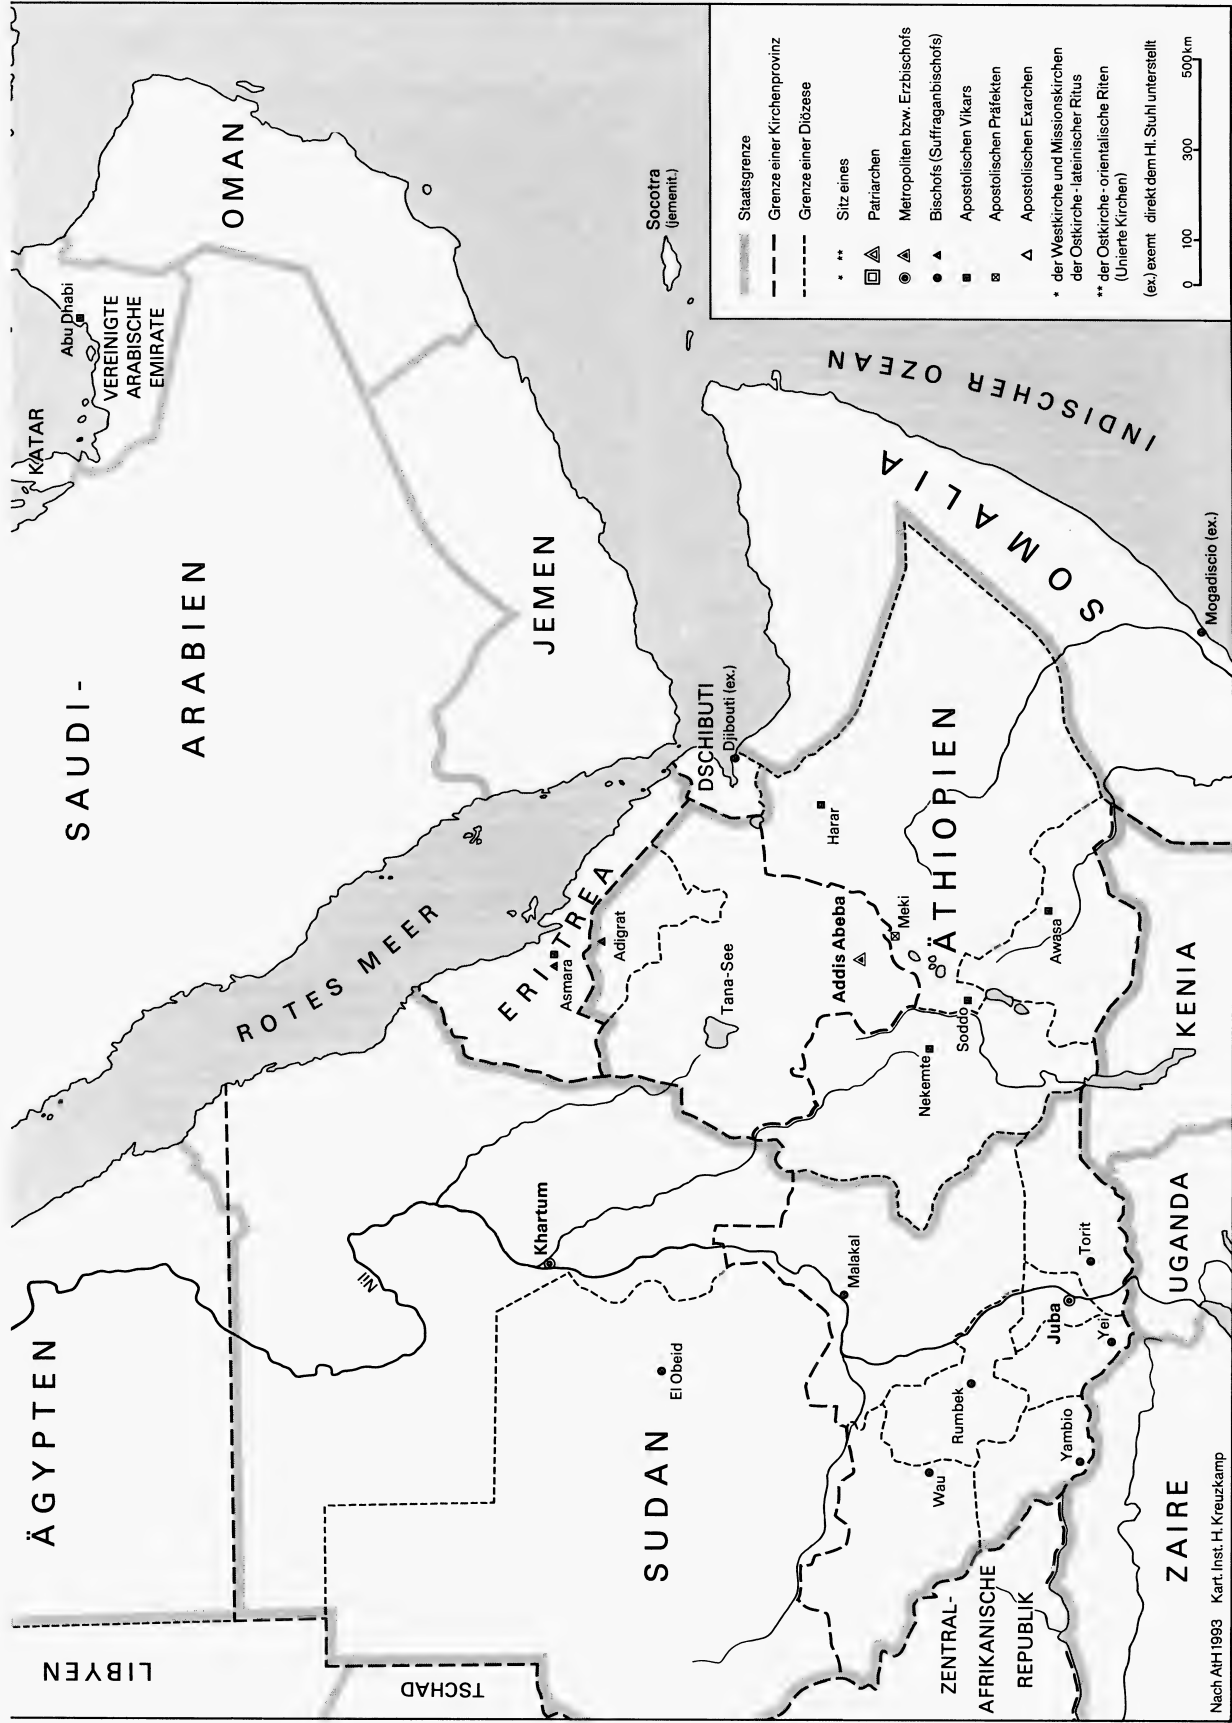 ÄGYPTEN
LIBYEN
TSCHAD
SUDAN
Nil
Khartum
El Obeid
Malakal
Wau
Rumbek
Yambio
Yei
Juba
Torit
ZENTRAL-
AFRIKANISCHE
REPUBLIK
ZAIRE
UGANDA
KENIA
SAUDI-
ARABIEN
ROTES MEER
ERITREA
Asmara
Adigrat
Tana-See
Addis Abeba
Meki
Nekemte
Soddo
Awasa
Harar
ÄTHIOPIEN
DSCHIBUTI
Djibouti (ex.)
JEMEN
KATAR
Abu Dhabi
VEREINIGTE
ARABISCHE
EMIRATE
OMAN
Socotra
(jemenit.)
SOMALIA
Mogadiscio (ex.)
INDISCHER OZEAN
Staatsgrenze
Grenze einer Kirchenprovinz
Grenze einer Diözese
* ** Sitz eines
Patriarchen
Metropoliten bzw. Erzbischofs
Bischofs (Suffraganbischofs)
Apostolischen Vikars
Apostolischen Präfekten
Apostolischen Exarchen
* der Westkirche und Missionskirchen
der Ostkirche - lateinischer Ritus
** der Ostkirche - orientalische Riten
(Unierte Kirchen)
(ex.) exemt direkt dem Hl. Stuhl unterstellt
0 100 300 500km
Nach AtH1993 Kart. Inst. H. Kreuzkamp